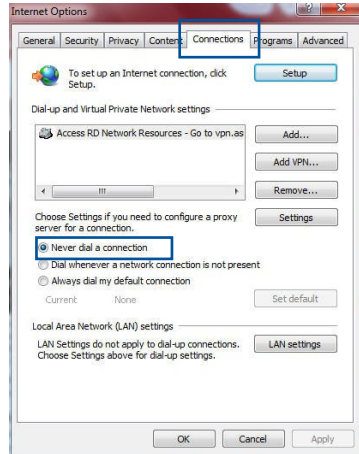 Internet Options
General Security Privacy Content Connections Programs Advanced
To set up an Internet connection, click
Setup.
Setup
Dial-up and Virtual Private Network settings
Access RD Network Resources - Go to vpn.as
Add...
Add VPN...
Remove...
Choose Settings if you need to configure a proxy
server for a connection.
Settings
Never dial a connection
Dial whenever a network connection is not present
Always dial my default connection
Current None
Set default
Local Area Network (LAN) settings
LAN Settings do not apply to dial-up connections.
Choose Settings above for dial-up settings.
LAN settings
OK Cancel Apply